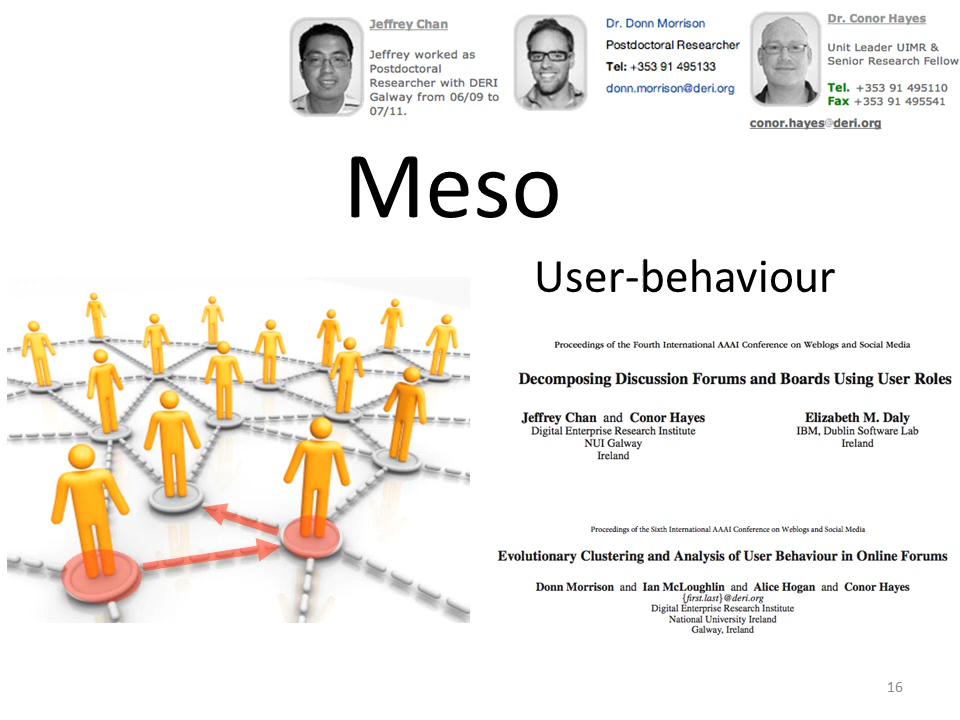 Jeffrey Chan
Jeffrey worked as
Postdoctoral
Researcher with DERI
Galway from 06/09 to
07/11.
Dr. Donn Morrison
Postdoctoral Researcher
Tel: +353 91 495133
donn.morrison@deri.org
Dr. Conor Hayes
Unit Leader UIMR &
Senior Research Fellow
Tel. +353 91 495110
Fax +353 91 495541
conor.hayes@deri.org
Meso
User-behaviour
Proceedings of the Fourth International AAAI Conference on Weblogs and Social Media
Decomposing Discussion Forums and Boards Using User Roles
Jeffrey Chan and Conor Hayes
Digital Enterprise Research Institute
NUI Galway
Ireland
Elizabeth M. Daly
IBM, Dublin Software Lab
Ireland
Proceedings of the Sixth International AAAI Conference on Weblogs and Social Media
Evolutionary Clustering and Analysis of User Behaviour in Online Forums
Donn Morrison and Ian McLoughlin and Alice Hogan and Conor Hayes
{first.last}@deri.org
Digital Enterprise Research Institute
National University Ireland
Galway, Ireland
16